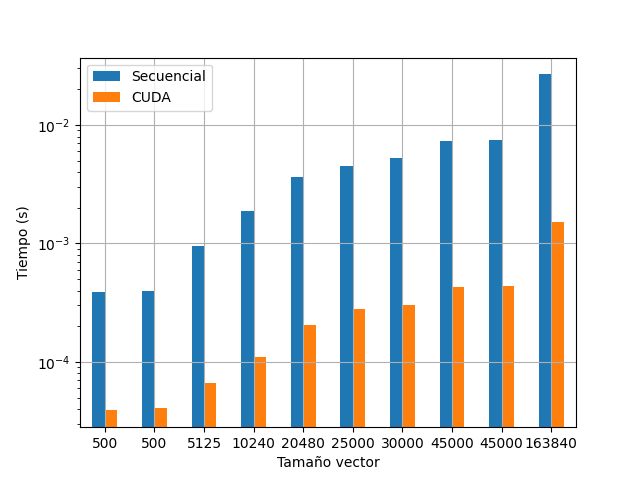 Secuencial
CUDA
10⁻²
10⁻³
10⁻⁴
Tiempo (s)
500 500 5125 10240 20480 25000 30000 45000 45000 163840
Tamaño vector